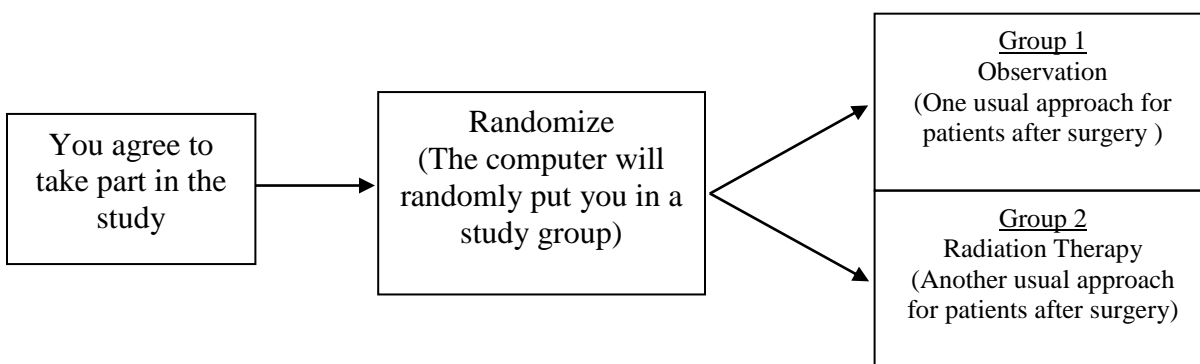 You agree to
take part in the
study
Randomize
(The computer will
randomly put you in a
study group)
Group 1
Observation
(One usual approach for
patients after surgery )
Group 2
Radiation Therapy
(Another usual approach
for patients after surgery)